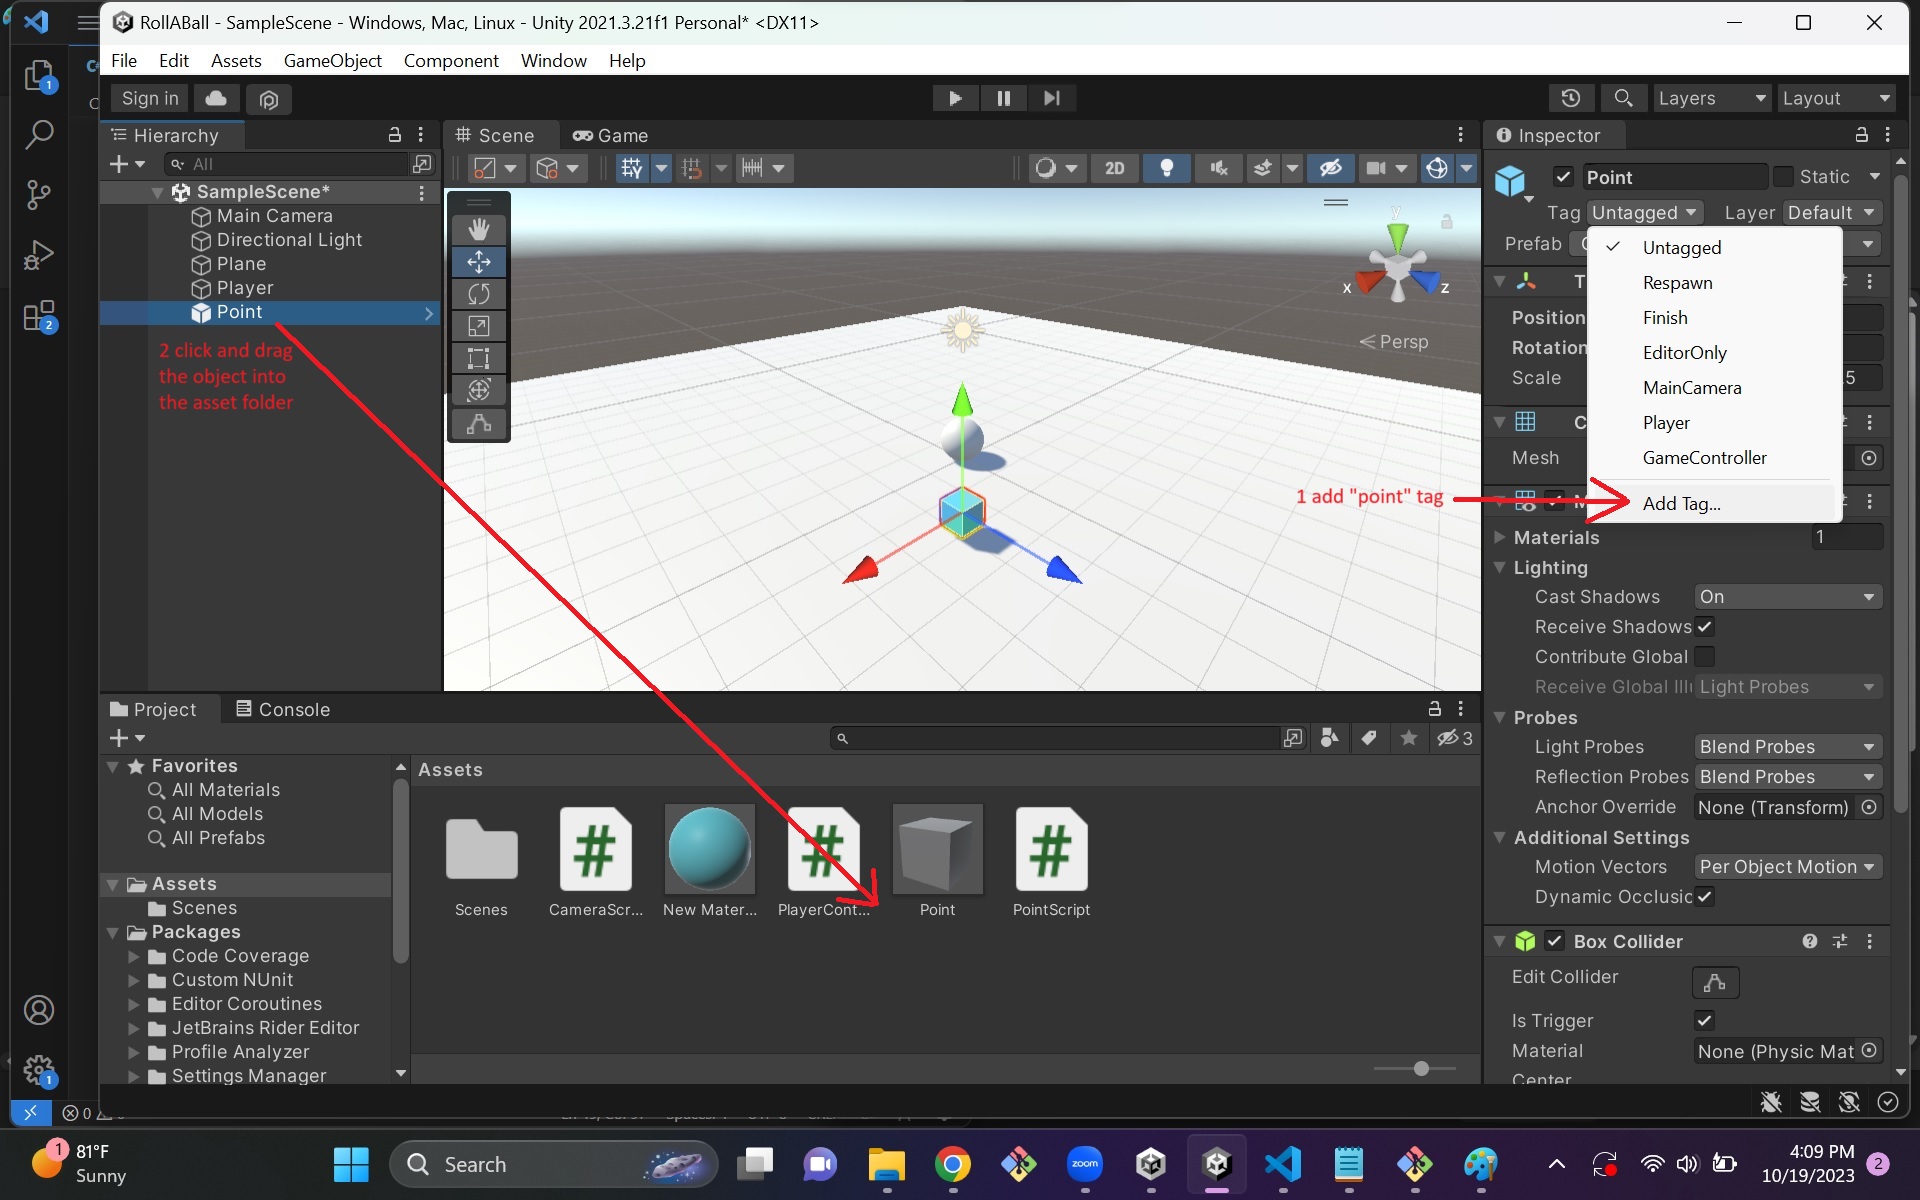 RollABall - SampleScene - Windows, Mac, Linux - Unity 2021.3.21f1 Personal* <DX11>
File Edit Assets GameObject Component Window Help
Sign in
Layers
Layout
Hierarchy
All
SampleScene*
Main Camera
Directional Light
Plane
Player
Point
2 click and drag
the object into
the asset folder
Scene
Game
2D
y
x
z
< Persp
1 add "point" tag
Inspector
Point
Static
Tag Untagged
Layer Default
Prefab
Untagged
Respawn
Finish
EditorOnly
MainCamera
Player
GameController
Add Tag...
Position
Rotation
Scale
.5
Mesh
Materials
1
Lighting
Cast Shadows On
Receive Shadows
Contribute Global
Receive Global Illu Light Probes
Probes
Light Probes Blend Probes
Reflection Probes Blend Probes
Anchor Override None (Transform)
Additional Settings
Motion Vectors Per Object Motion
Dynamic Occlusic
Box Collider
Edit Collider
Is Trigger
Material None (Physic Mat
Center
Project
Console
3
Favorites
All Materials
All Models
All Prefabs
Assets
Scenes
Packages
Code Coverage
Custom NUnit
Editor Coroutines
JetBrains Rider Editor
Profile Analyzer
Settings Manager
Assets
Scenes
CameraScr...
New Mater...
PlayerCont...
Point
PointScript
1
2
1
0
1
81°F
Sunny
Search
zoom
4:09 PM
10/19/2023
2